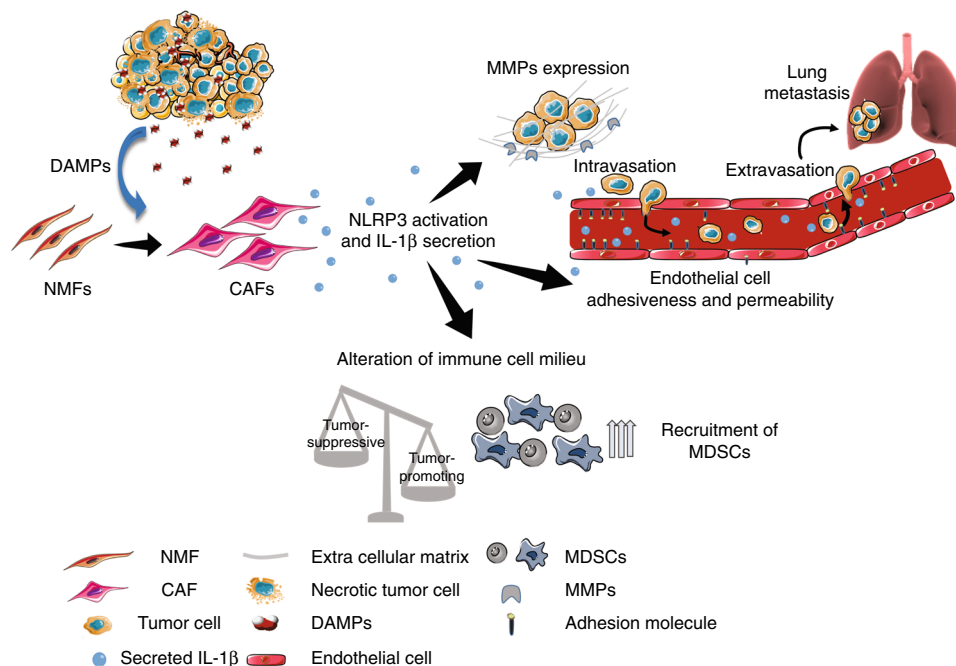 DAMPs
NMFs
CAFs
NLRP3 activation
and IL-1β secretion
MMPs expression
Intravasation
Extravasation
Lung
metastasis
Endothelial cell
adhesiveness and permeability
Alteration of immune cell milieu
Tumor-
suppressive
Tumor-
promoting
Recruitment of
MDSCs
NMF
Extra cellular matrix
MDSCs
CAF
Necrotic tumor cell
MMPs
Tumor cell
DAMPs
Adhesion molecule
Secreted IL-1β
Endothelial cell